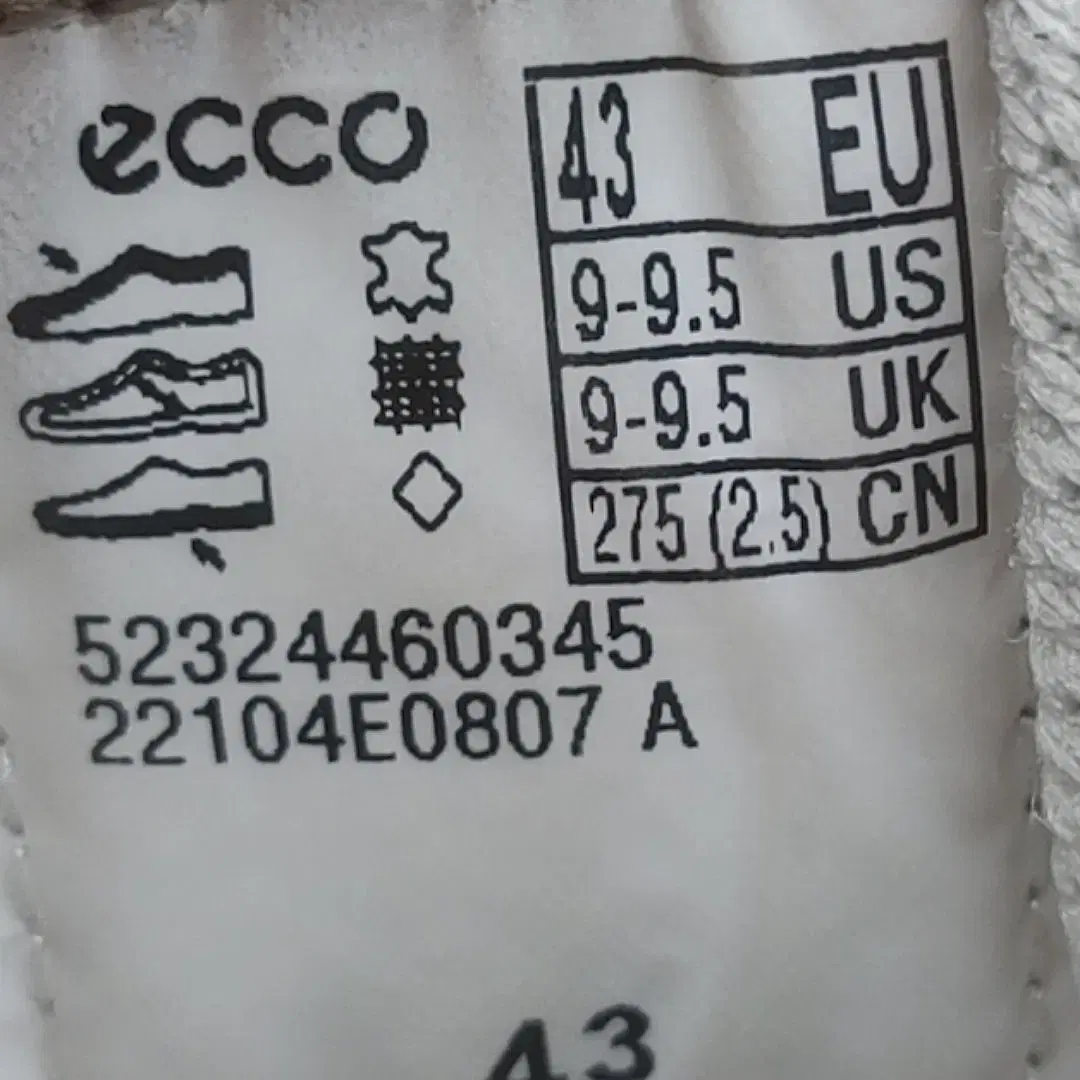 ecco
43 EU
9-9.5 US
9-9.5 UK
275 (2.5) CN
52324460345
22104E0807 A
43